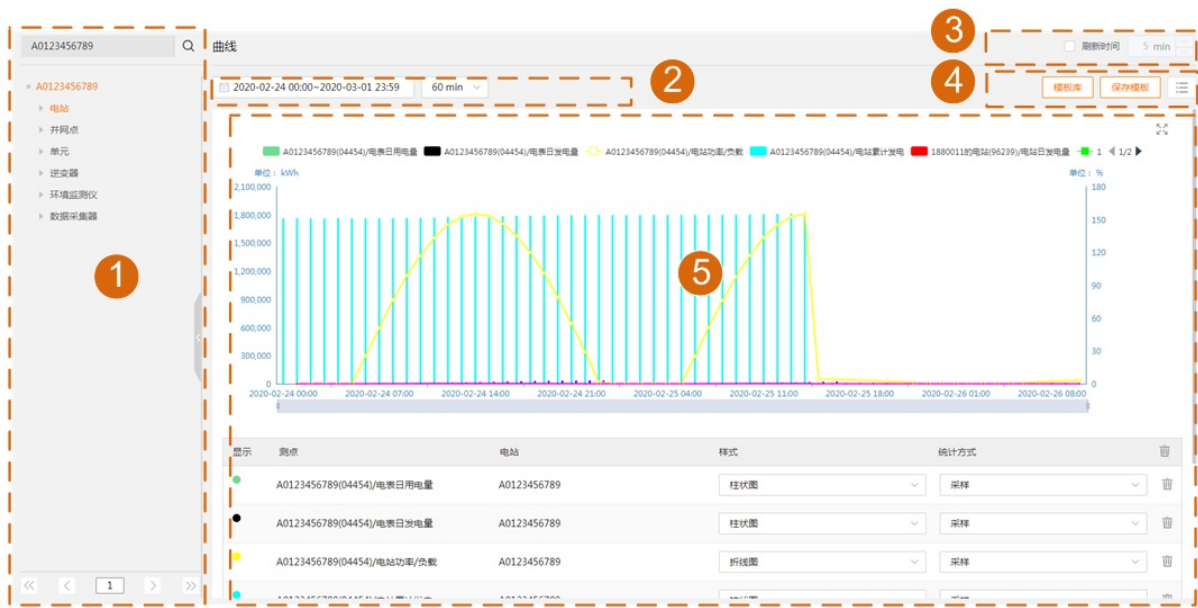 A0123456789
A0123456789
电站
并网点
单元
逆变器
环境监测仪
数据采集器
1
1
曲线
3
刷新时间 5 min
2020-02-24 00:00~2020-03-01 23:59 60 min
2
4
模板库 保存模板
A0123456789(04454)/电表日用电量 A0123456789(04454)/电表日发电量 A0123456789(04454)/电站功率/负载 A0123456789(04454)/电站累计发电 1880011的电站(96239)/电站日发电量 1 1/2
单位：kWh 单位：%
2,100,000 180
1,800,000
150
1,500,000
120
1,200,000
5
90
900,000
60
600,000
30
300,000
0 0
2020-02-24 00:00 2020-02-24 07:00 2020-02-24 14:00 2020-02-24 21:00 2020-02-25 04:00 2020-02-25 11:00 2020-02-25 18:00 2020-02-26 01:00 2020-02-26 08:00
显示 测点 电站 样式 统计方式
A0123456789(04454)/电表日用电量 A0123456789 柱状图 采样
A0123456789(04454)/电表日发电量 A0123456789 柱状图 采样
A0123456789(04454)/电站功率/负载 A0123456789 折线图 采样